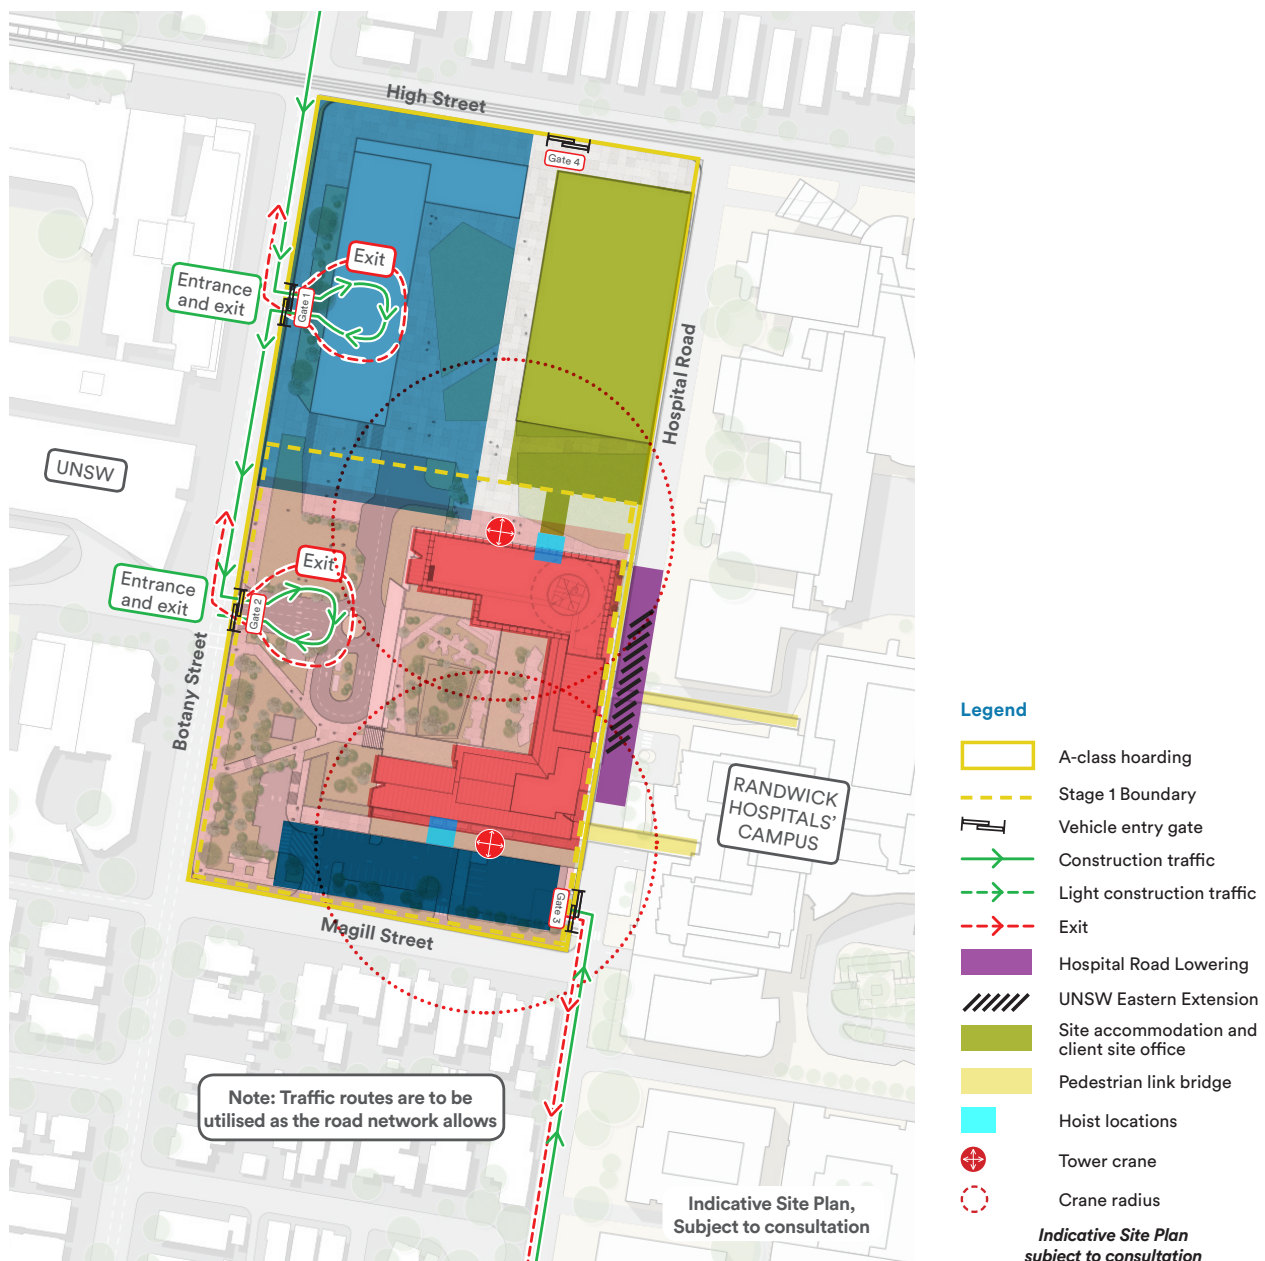 High Street
Gate 4
Exit
Entrance
and exit
Gate 1
Hospital Road
UNSW
Exit
Entrance
and exit
Gate 2
Botany Street
RANDWICK
HOSPITALS’
CAMPUS
Gate 3
Magill Street
Note: Traffic routes are to be
utilised as the road network allows
Indicative Site Plan,
Subject to consultation
Legend
A-class hoarding
Stage 1 Boundary
Vehicle entry gate
Construction traffic
Light construction traffic
Exit
Hospital Road Lowering
UNSW Eastern Extension
Site accommodation and
client site office
Pedestrian link bridge
Hoist locations
Tower crane
Crane radius
Indicative Site Plan
subject to consultation